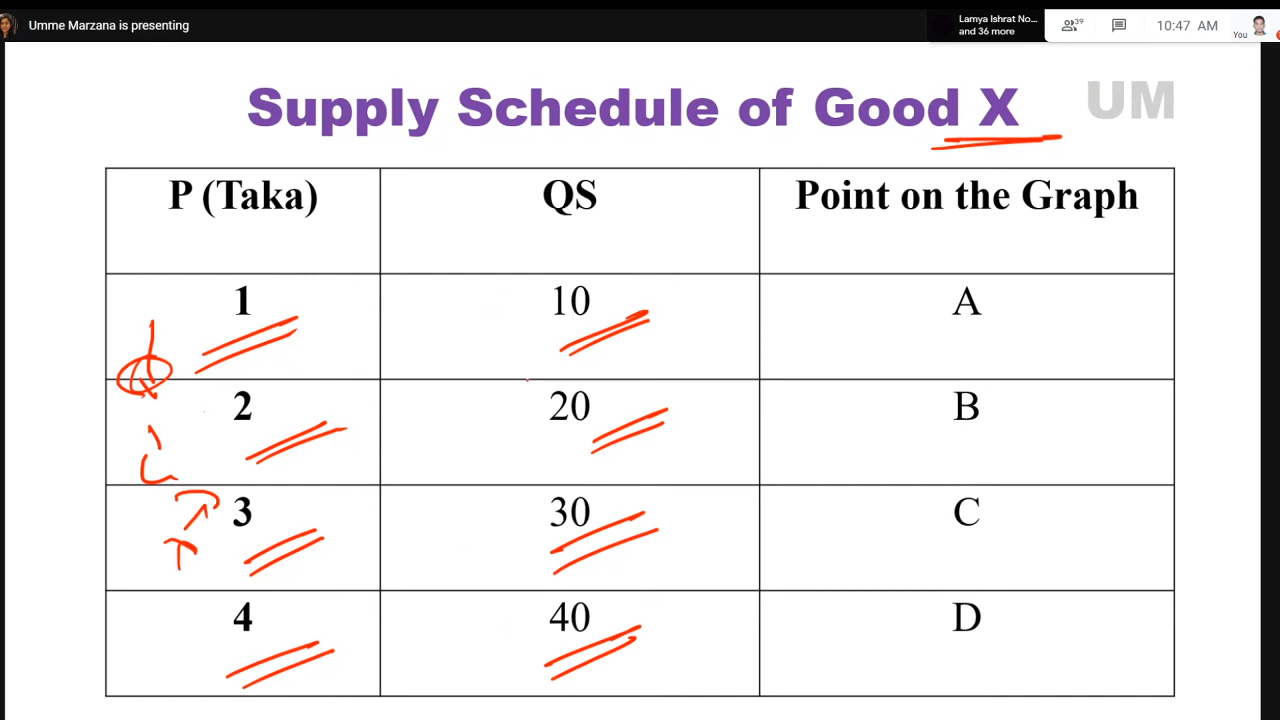 Umme Marzana is presenting
Lamya Ishrat No...
and 36 more
39
10:47 AM
You
Supply Schedule of Good X
UM
P (Taka) QS Point on the Graph
1 10 A
2 20 B
3 30 C
4 40 D